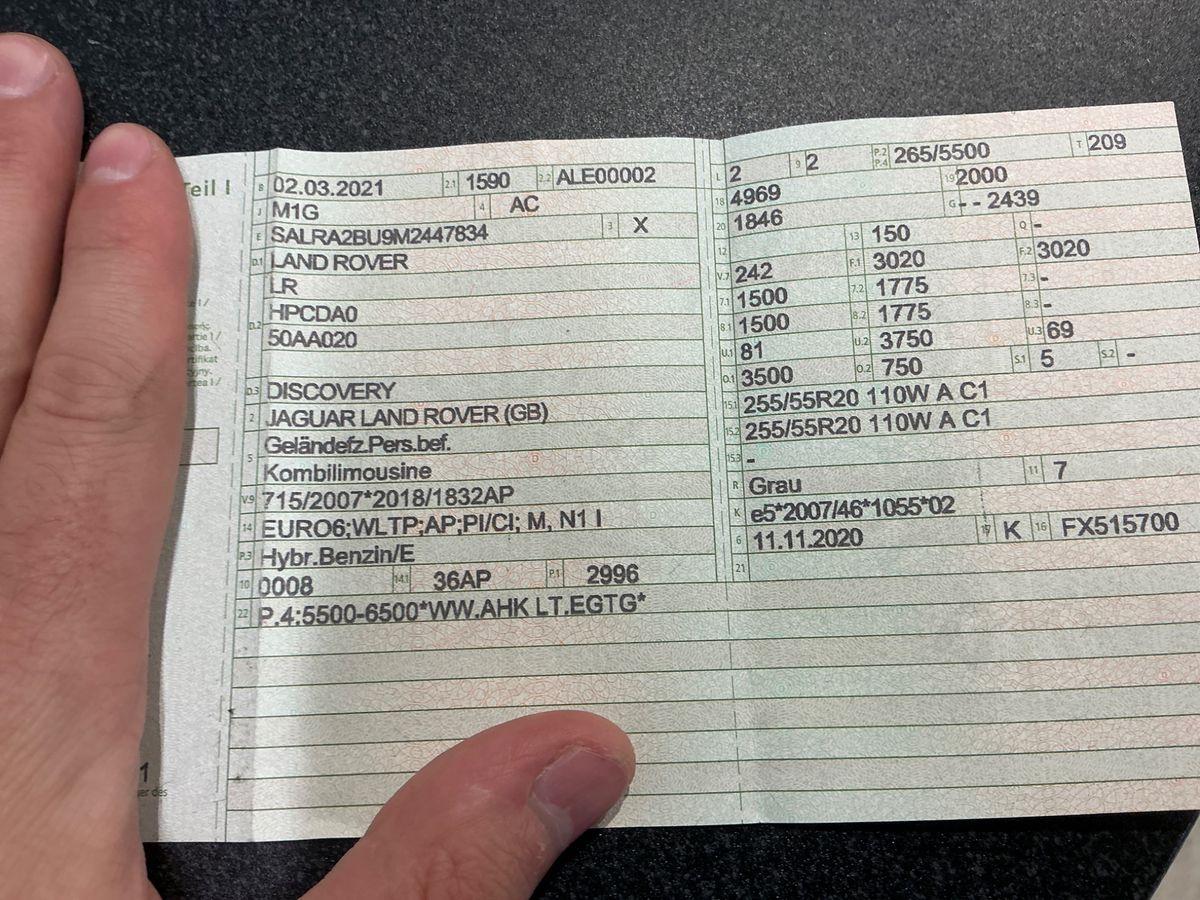 Teil I
B 02.03.2021 2.1 1590 2.2 ALE00002
J M1G 4 AC
E SALRA2BU9M2447834 3 X
D.1 LAND ROVER
LR
D.2 HPCDA0
50AA020
D.3 DISCOVERY
2 JAGUAR LAND ROVER (GB)
5 Geländefz.Pers.bef.
Kombilimousine
V.9 715/2007*2018/1832AP
14 EURO6;WLTP;AP;PI/CI; M, N1 I
P.3 Hybr.Benzin/E
10 0008 14.1 36AP P.1 2996
22 P.4:5500-6500*WW.AHK LT.EGTG*
L 2 9 2 P.2 P.4 265/5500 T 209
18 4969 19 2000
20 1846 G - - 2439
12 13 150 Q -
V.7 242 F.1 3020 F.2 3020
7.1 1500 7.2 1775 7.3 -
8.1 1500 8.2 1775 8.3 -
U.1 81 U.2 3750 U.3 69
O.1 3500 O.2 750 S.1 5 S.2 -
15.1 255/55R20 110W A C1
15.2 255/55R20 110W A C1
15.3 -
R Grau 11 7
K e5*2007/46*1055*02
6 11.11.2020 17 K 16 FX515700
21
1